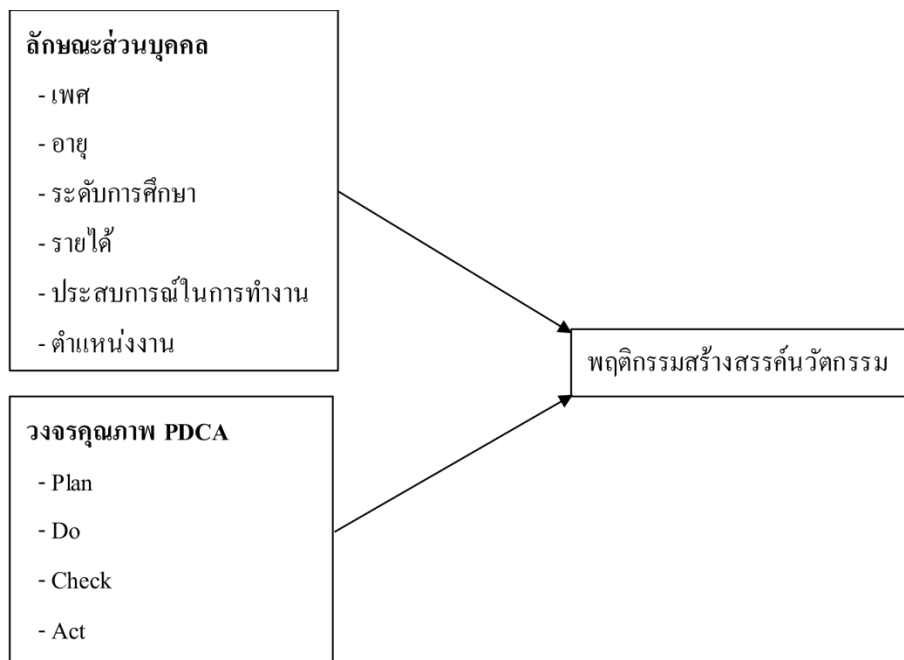 ลักษณะส่วนบุคคล
- เพศ
- อายุ
- ระดับการศึกษา
- รายได้
- ประสบการณ์ในการทำงาน
- ตำแหน่งงาน
พฤติกรรมสร้างสรรค์นวัตกรรม
วงจรคุณภาพ PDCA
- Plan
- Do
- Check
- Act